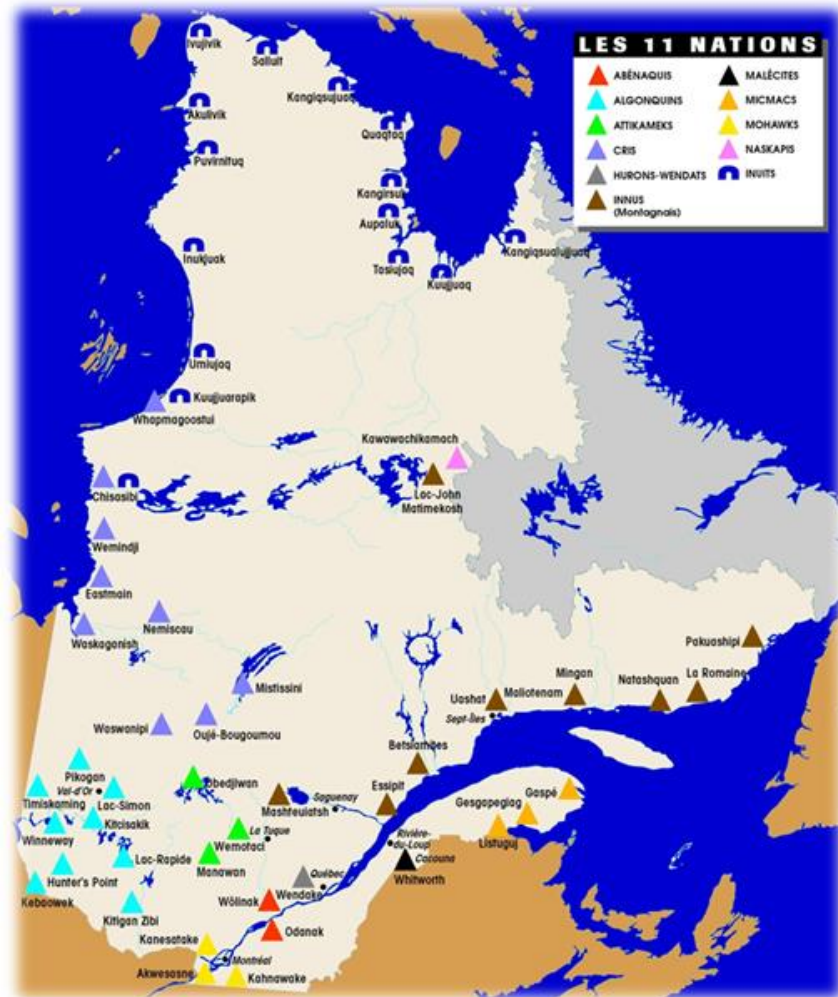 LES 11 NATIONS
ABÉNAQUIS
ALGONQUINS
ATTIKAMEKS
CRIS
HURONS-WENDATS
INNUS
(Montagnais)
MALÉCITES
MICMACS
MOHAWKS
NASKAPIS
INUITS
Ivujivik
Salluit
Kangiqsujuaq
Akulivik
Quaqtaq
Puvirnituq
Kangirsuk
Aupaluk
Kangiqsualujjuaq
Inukjuak
Tasiujaq
Kuujjuaq
Umiujaq
Kuujjuarapik
Whapmagoostui
Kawawachikamach
Chisasibi
Lac-John
Matimekosh
Wemindji
Eastmain
Nemiscau
Waskaganish
Pakuashipi
Mistissini
Mingan
La Romaine
Uashat
Maliotenam
Natashquan
Sept-Îles
Waswanipi
Oujé-Bougoumou
Betsiamites
Pikogan
Val-d'Or
Obedjiwan
Timiskaming
Lac-Simon
Mashteuiatsh
Saguenay
Essipit
Gaspé
Gesgapegiag
Kitcisakik
Winneway
Wemotaci
La Tuque
Listuguj
Rivière-
du-Loup
Cacouna
Lac-Rapide
Manawan
Whitworth
Hunter's Point
Québec
Kebaowek
Wôlinak
Wendake
Kitigan Zibi
Kanesatake
Odanak
Montréal
Akwesasne
Kahnawake